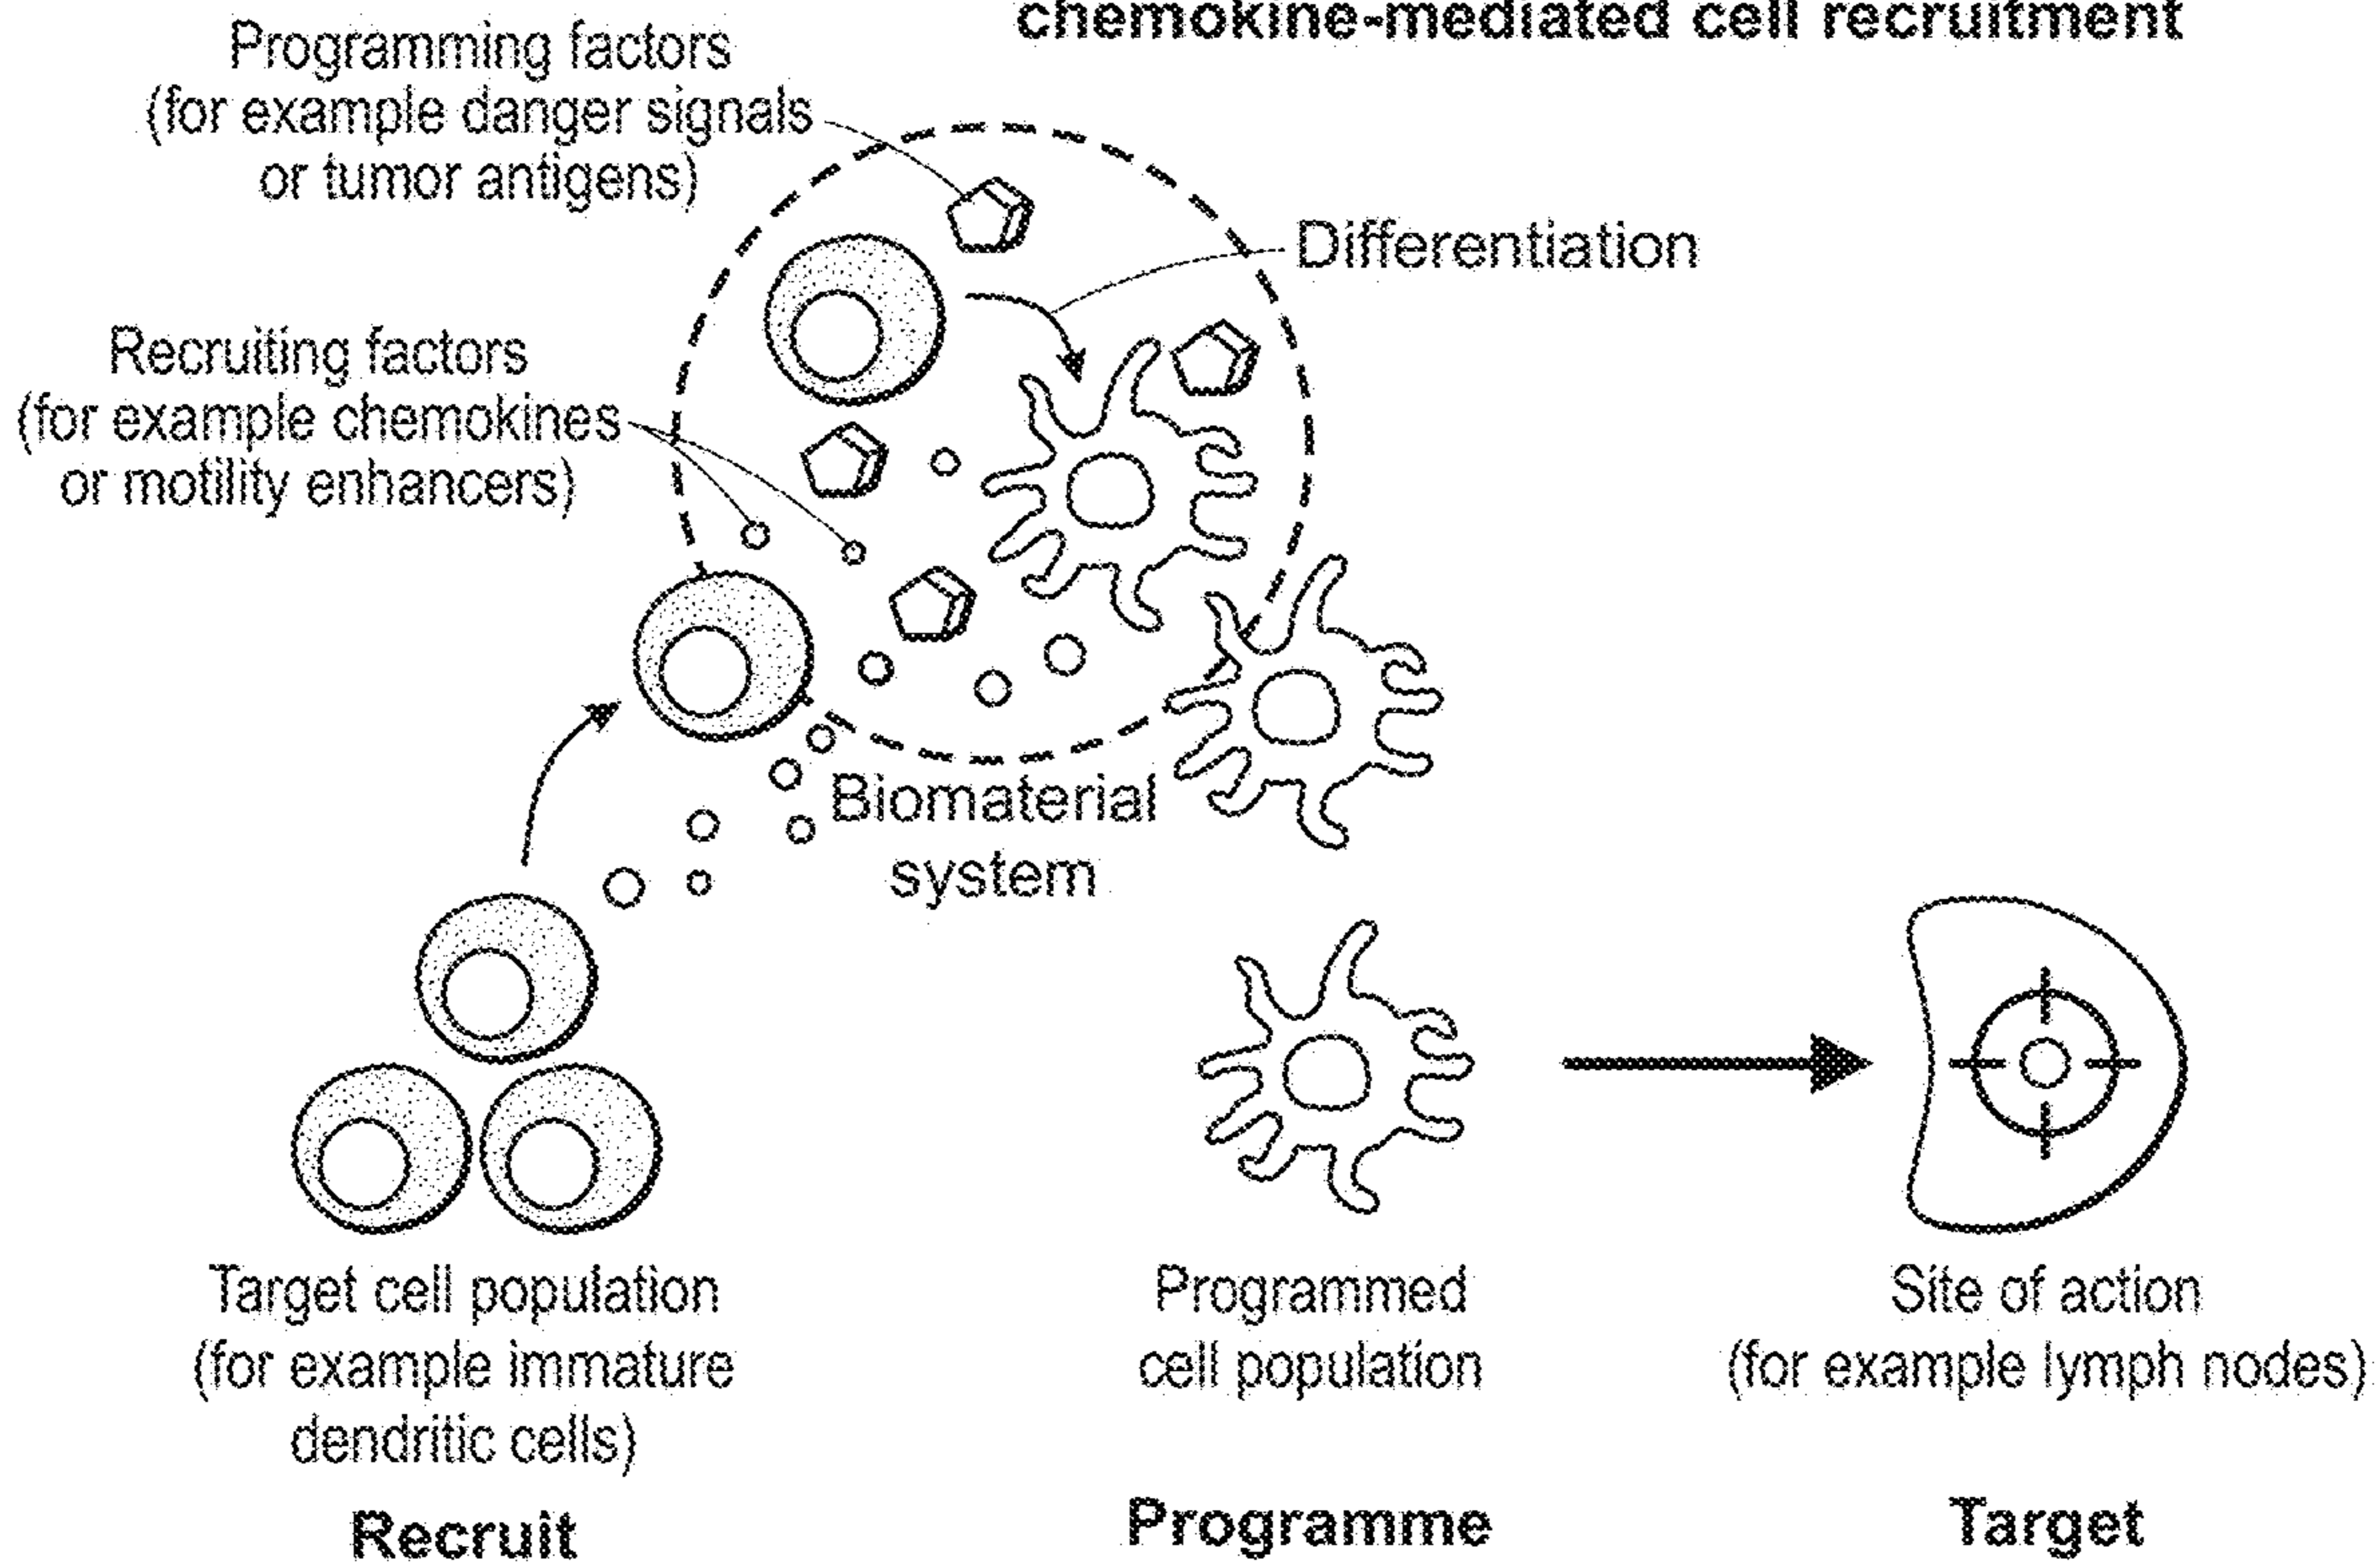 chemokine-mediated cell recruitment
Programming factors
(for example danger signals
or tumor antigens)
Differentiation
Recruiting factors
(for example chemokines
or motility enhancers)
Biomaterial
system
Target cell population
(for example immature
dendritic cells)
Programmed
cell population
Site of action
(for example lymph nodes)
Recruit
Programme
Target